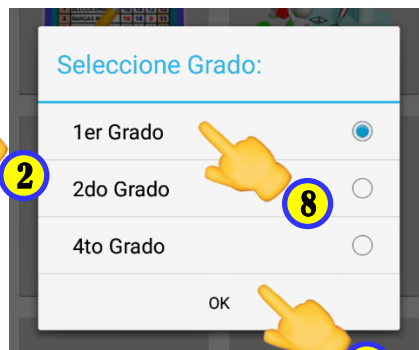 Seleccione Grado:
1er Grado
2
2do Grado
8
4to Grado
OK